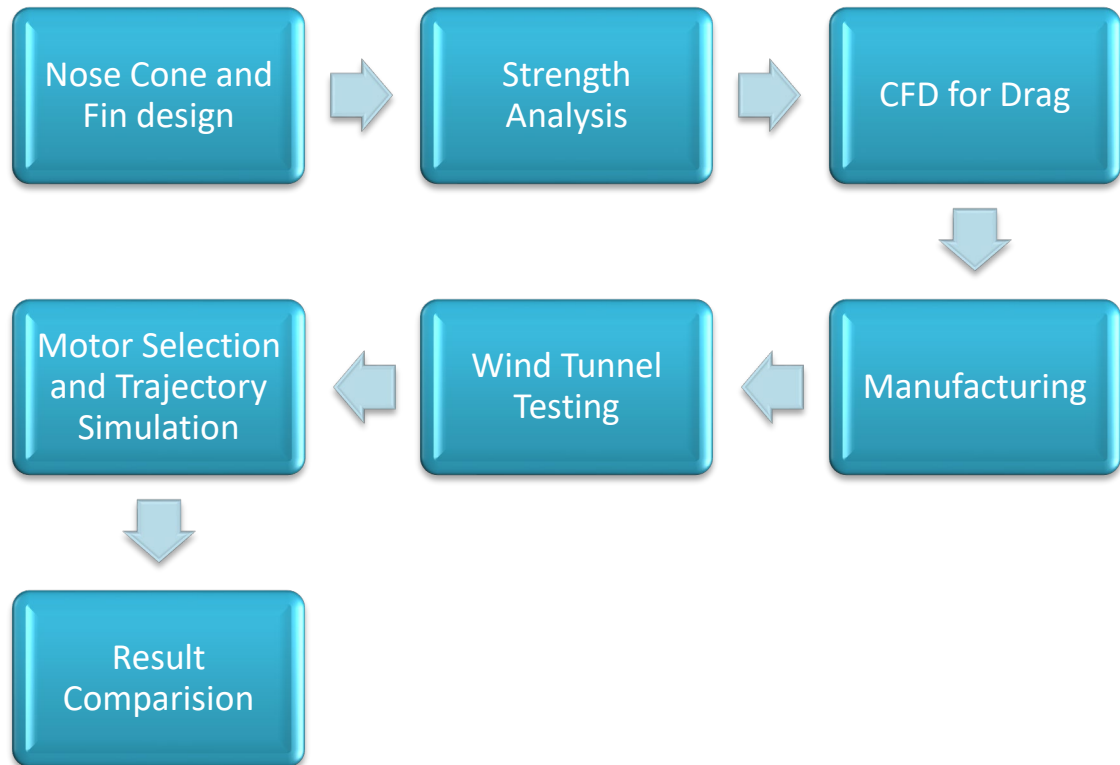 Nose Cone and
Fin design
Strength
Analysis
CFD for Drag
Manufacturing
Wind Tunnel
Testing
Motor Selection
and Trajectory
Simulation
Result
Comparision